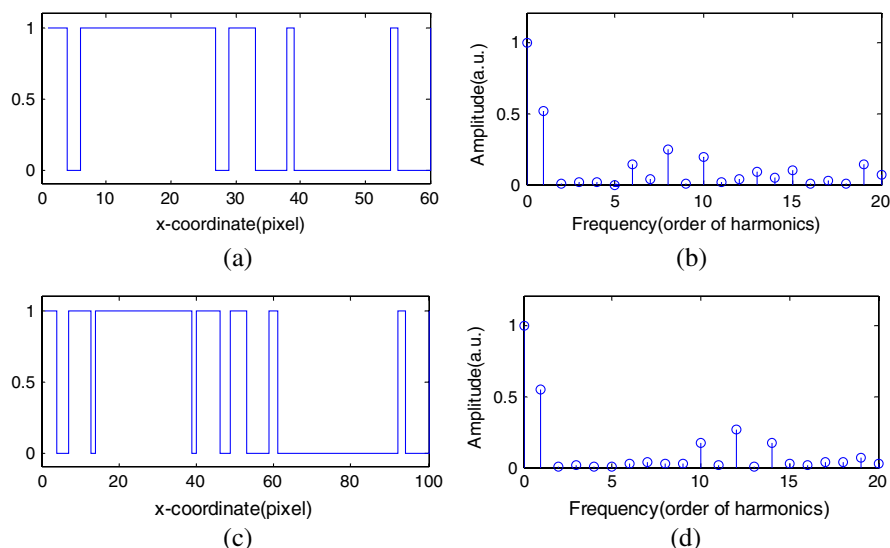 1
0.5
0
0 10 20 30 40 50 60
x-coordinate(pixel)
(a)
Amplitude(a.u.)
1
0.5
0
0 5 10 15 20
Frequency(order of harmonics)
(b)
1
0.5
0
0 20 40 60 80 100
x-coordinate(pixel)
(c)
Amplitude(a.u.)
1
0.5
0
0 5 10 15 20
Frequency(order of harmonics)
(d)